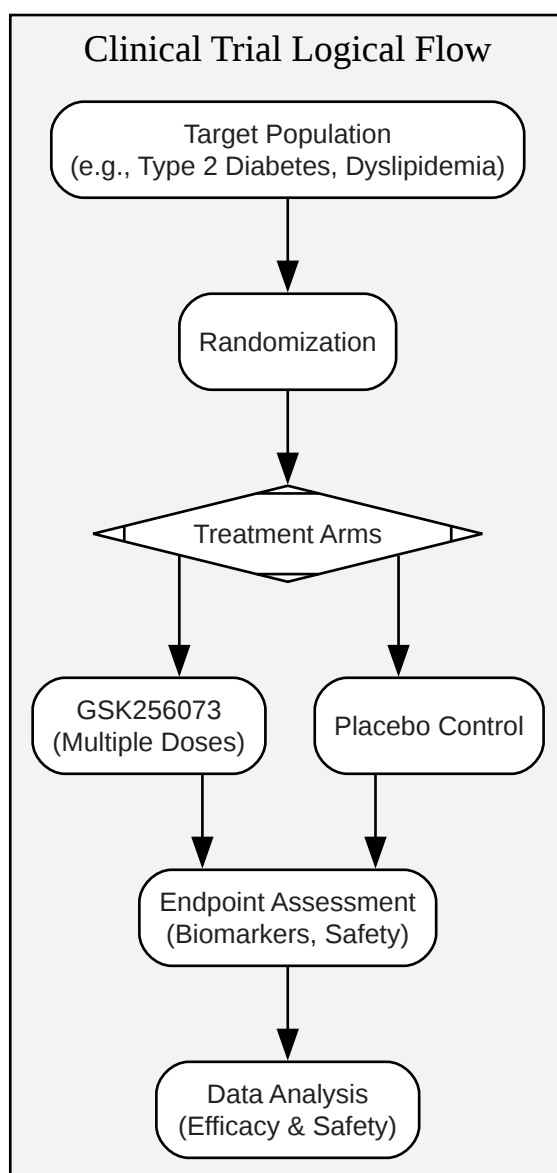 Clinical Trial Logical Flow
Target Population
(e.g., Type 2 Diabetes, Dyslipidemia)
Randomization
Treatment Arms
GSK256073
(Multiple Doses)
Placebo Control
Endpoint Assessment
(Biomarkers, Safety)
Data Analysis
(Efficacy & Safety)